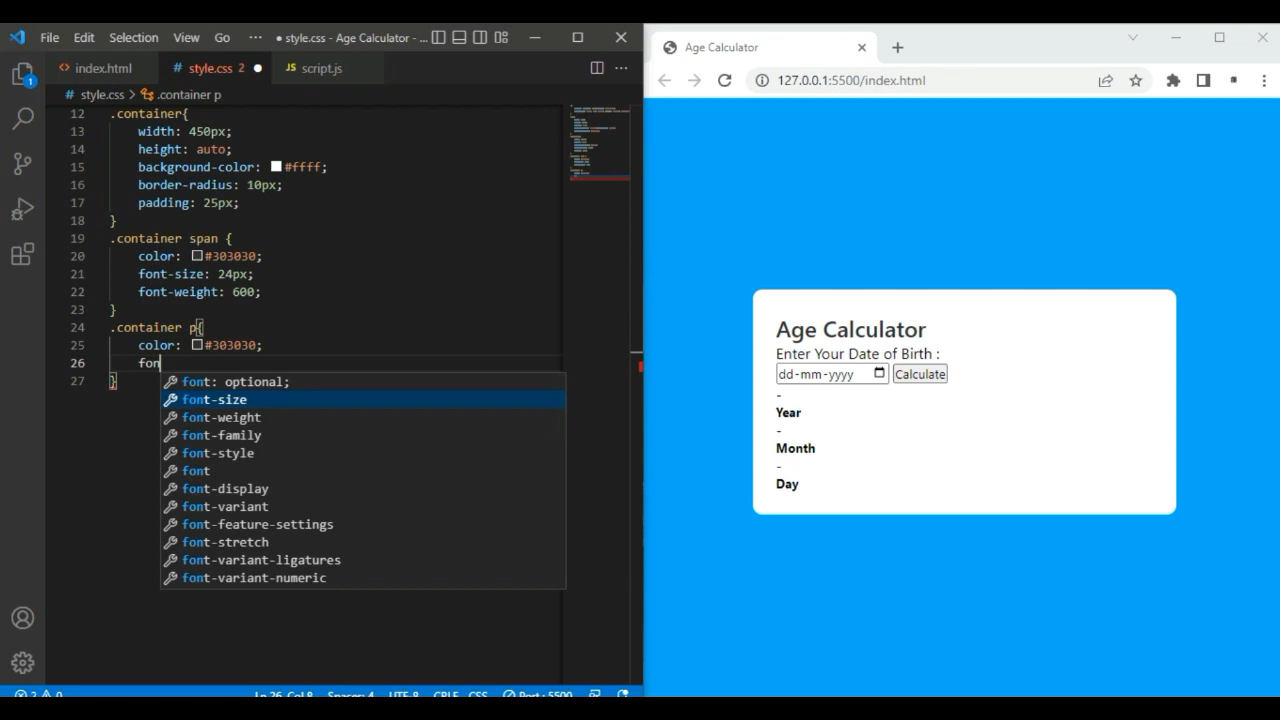 File Edit Selection View Go ··· ● style.css - Age Calculator - ...
index.html # style.css 2 ● JS script.js ···
# style.css > .container p
12 .container{
13 width: 450px;
14 height: auto;
15 background-color: #ffff;
16 border-radius: 10px;
17 padding: 25px;
18 }
19 .container span {
20 color: #303030;
21 font-size: 24px;
22 font-weight: 600;
23 }
24 .container p{
25 color: #303030;
26 fon
27 }
font: optional;
font-size
font-weight
font-family
font-style
font
font-display
font-variant
font-feature-settings
font-stretch
font-variant-ligatures
font-variant-numeric
1
2 0 Ln 26, Col 8 Spaces: 4 UTF-8 CRLF CSS Port : 5500
Age Calculator
127.0.0.1:5500/index.html
Age Calculator
Enter Your Date of Birth :
dd-mm-yyyy Calculate
-
Year
-
Month
-
Day